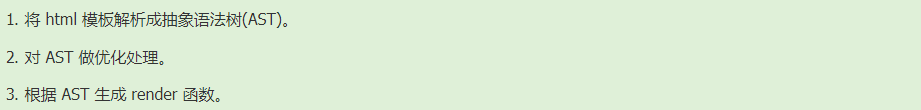 1. 将 html 模板解析成抽象语法树(AST)。
2. 对 AST 做优化处理。
3. 根据 AST 生成 render 函数。